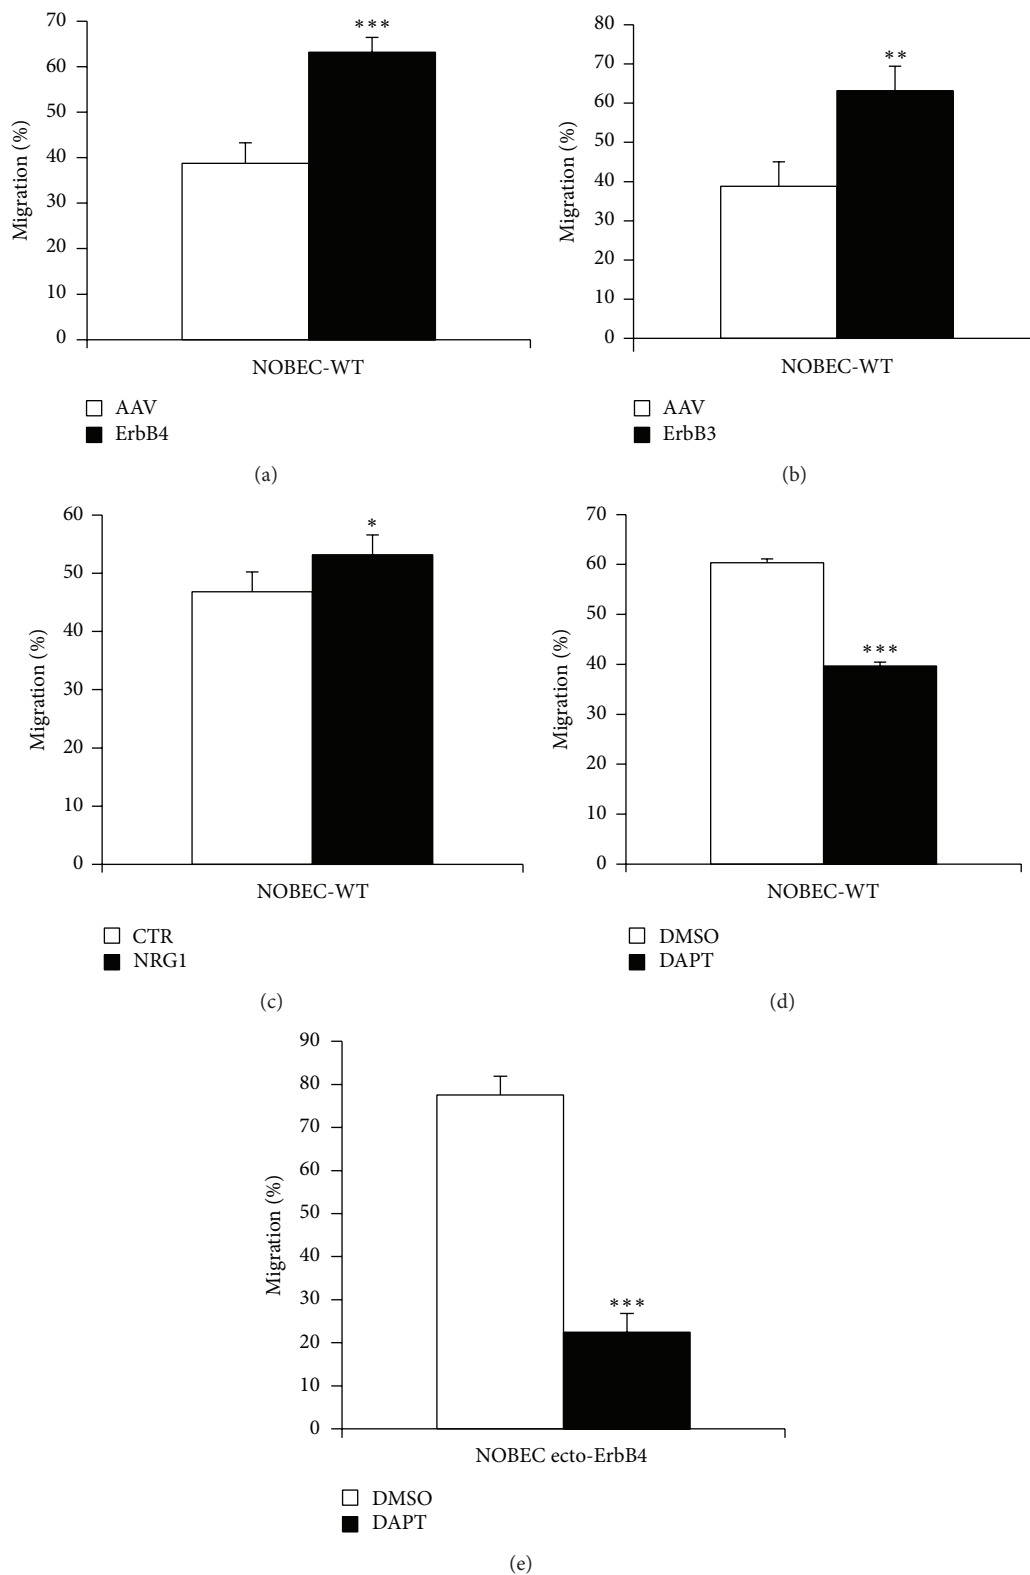 70
60
50
40
30
20
10
0
Migration (%)
***
NOBEC-WT
AAV
ErbB4
(a)
80
70
60
50
40
30
20
10
0
Migration (%)
**
NOBEC-WT
AAV
ErbB3
(b)
60
50
40
30
20
10
0
Migration (%)
*
NOBEC-WT
CTR
NRG1
(c)
70
60
50
40
30
20
10
0
Migration (%)
***
NOBEC-WT
DMSO
DAPT
(d)
90
80
70
60
50
40
30
20
10
0
Migration (%)
***
NOBEC ecto-ErbB4
DMSO
DAPT
(e)